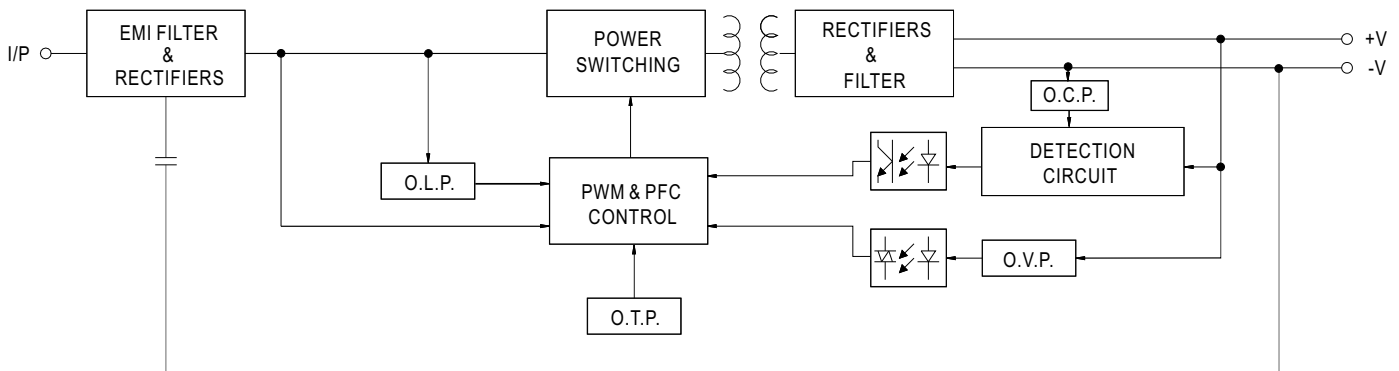 I/P
EMI FILTER
&
RECTIFIERS
POWER
SWITCHING
RECTIFIERS
&
FILTER
+V
-V
O.C.P.
DETECTION
CIRCUIT
O.L.P.
PWM & PFC
CONTROL
O.V.P.
O.T.P.